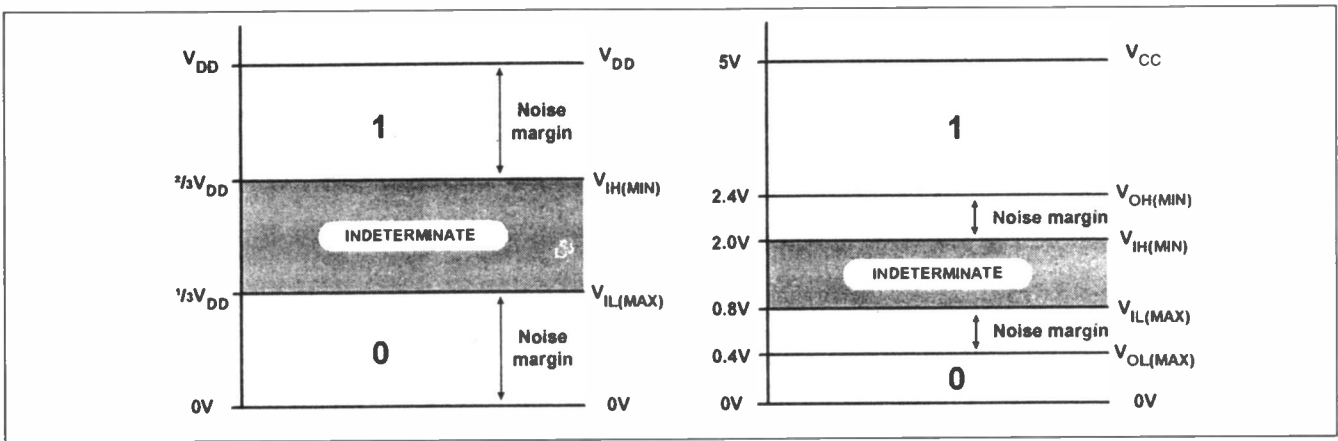 V_DD
V_DD
1
Noise
margin
²/₃V_DD
V_IH(MIN)
INDETERMINATE
¹/₃V_DD
V_IL(MAX)
0
Noise
margin
0V
0V
5V
V_CC
1
2.4V
V_OH(MIN)
Noise margin
2.0V
V_IH(MIN)
INDETERMINATE
0.8V
V_IL(MAX)
Noise margin
0.4V
V_OL(MAX)
0
0V
0V